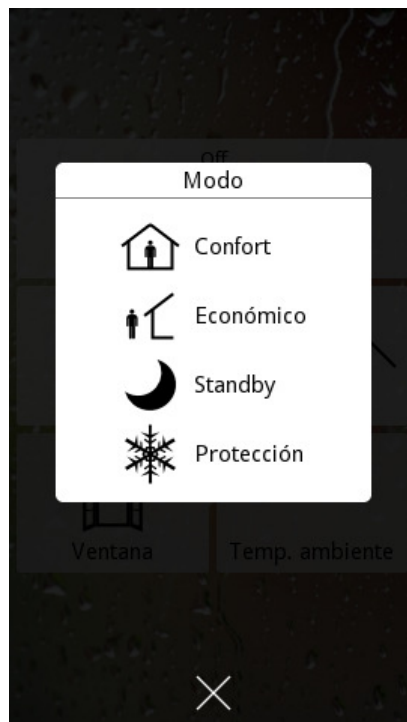 Off
Modo
Confort
Económico
Standby
Protección
Ventana
Temp. ambiente